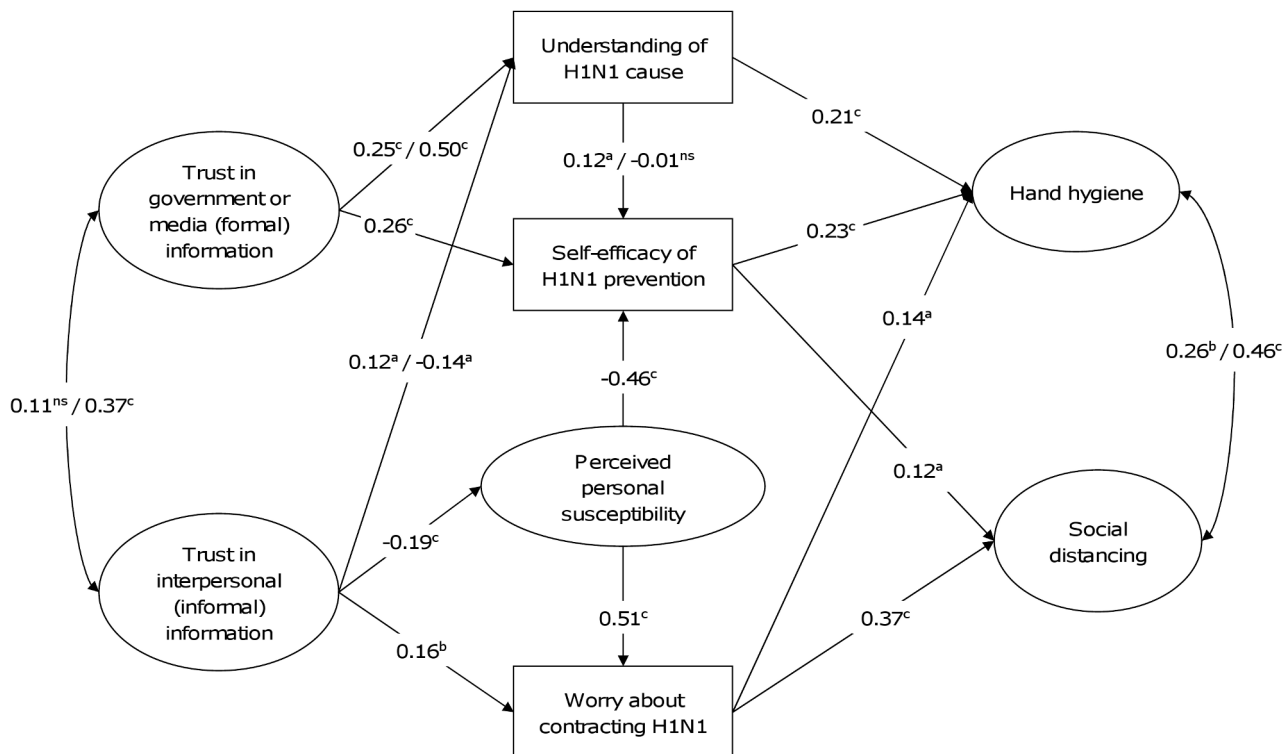 Understanding of
H1N1 cause
0.21ᶜ
0.25ᶜ / 0.50ᶜ
0.12ᵃ / -0.01ⁿˢ
Trust in
government or
media (formal)
information
Hand hygiene
0.26ᶜ
0.23ᶜ
Self-efficacy of
H1N1 prevention
0.14ᵃ
0.12ᵃ / -0.14ᵃ
0.26ᵇ / 0.46ᶜ
-0.46ᶜ
0.11ⁿˢ / 0.37ᶜ
Perceived
personal
susceptibility
0.12ᵃ
-0.19ᶜ
Social
distancing
Trust in
interpersonal
(informal)
information
0.51ᶜ
0.37ᶜ
0.16ᵇ
Worry about
contracting H1N1